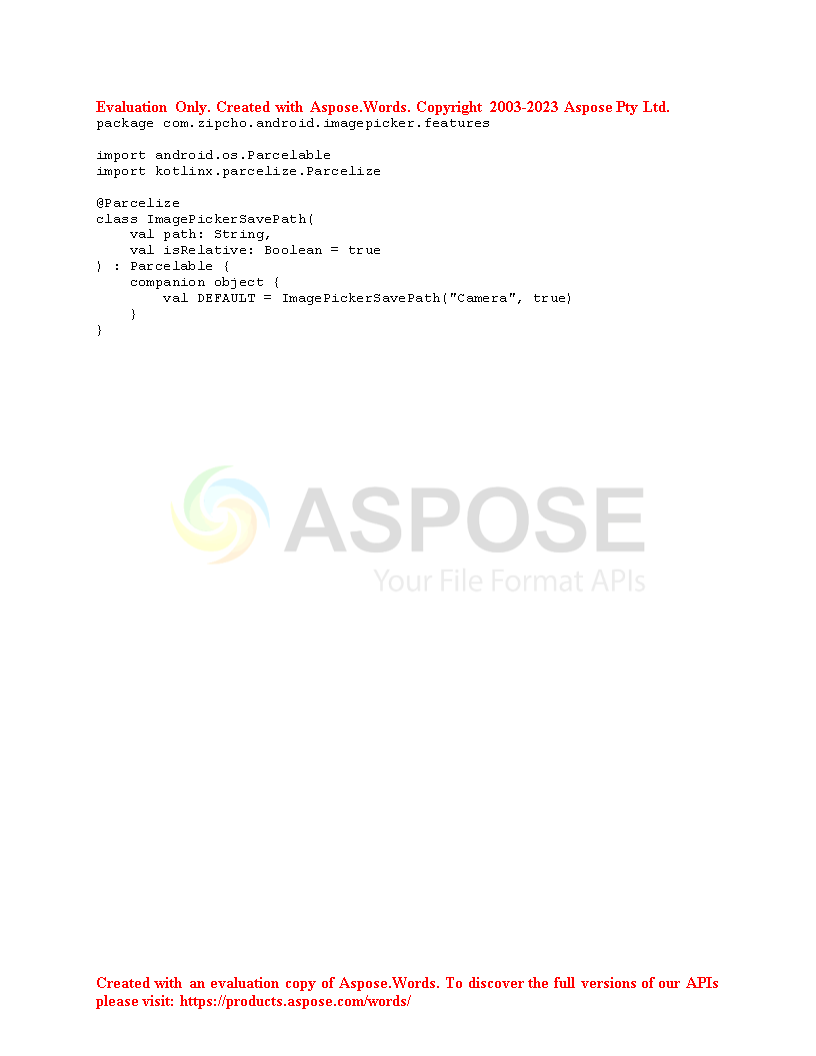 Evaluation Only. Created with Aspose.Words. Copyright 2003-2023 Aspose Pty Ltd.
package com.zipcho.android.imagepicker.features

import android.os.Parcelable
import kotlinx.parcelize.Parcelize

@Parcelize
class ImagePickerSavePath(
    val path: String,
    val isRelative: Boolean = true
) : Parcelable {
    companion object {
        val DEFAULT = ImagePickerSavePath("Camera", true)
    }
}
ASPOSE
Your File Format APIs
Created with an evaluation copy of Aspose.Words. To discover the full versions of our APIs
please visit: https://products.aspose.com/words/